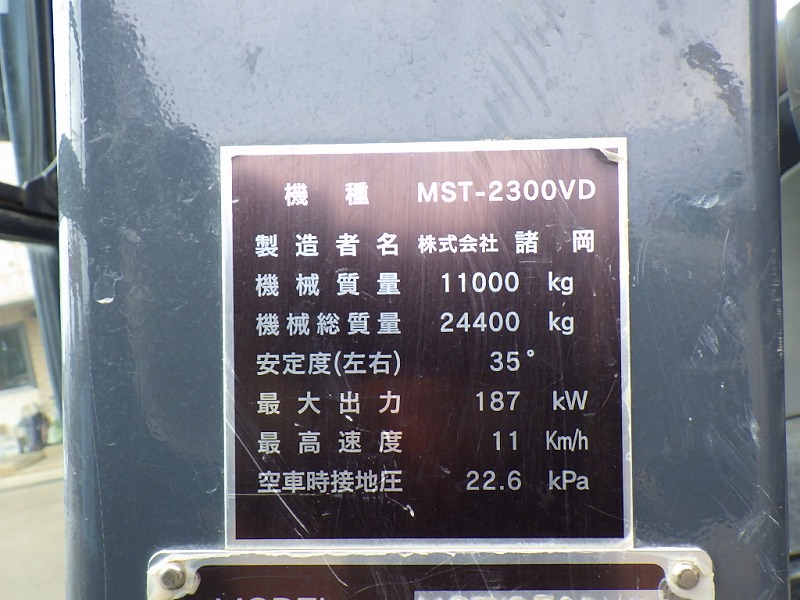 機種 MST-2300VD
製造者名 株式会社 諸岡
機械質量 11000 kg
機械総質量 24400 kg
安定度(左右) 35°
最大出力 187 kW
最高速度 11 Km/h
空車時接地圧 22.6 kPa
MODEL